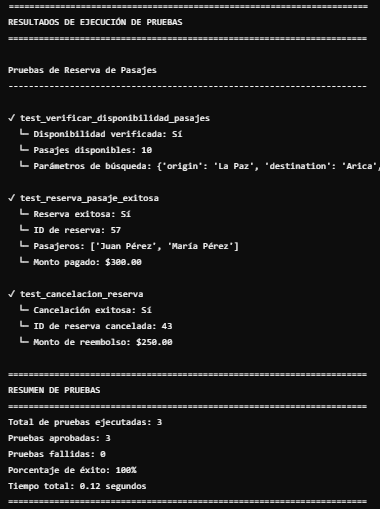 ======================================================================
RESULTADOS DE EJECUCIÓN DE PRUEBAS
======================================================================
Pruebas de Reserva de Pasajes
----------------------------------------------------------------------
✓ test_verificar_disponibilidad_pasajes
└─ Disponibilidad verificada: Sí
└─ Pasajes disponibles: 10
└─ Parámetros de búsqueda: {'origin': 'La Paz', 'destination': 'Arica',
✓ test_reserva_pasaje_exitosa
└─ Reserva exitosa: Sí
└─ ID de reserva: 57
└─ Pasajeros: ['Juan Pérez', 'María Pérez']
└─ Monto pagado: $300.00
✓ test_cancelacion_reserva
└─ Cancelación exitosa: Sí
└─ ID de reserva cancelada: 43
└─ Monto de reembolso: $250.00
======================================================================
RESUMEN DE PRUEBAS
======================================================================
Total de pruebas ejecutadas: 3
Pruebas aprobadas: 3
Pruebas fallidas: 0
Porcentaje de éxito: 100%
Tiempo total: 0.12 segundos
======================================================================